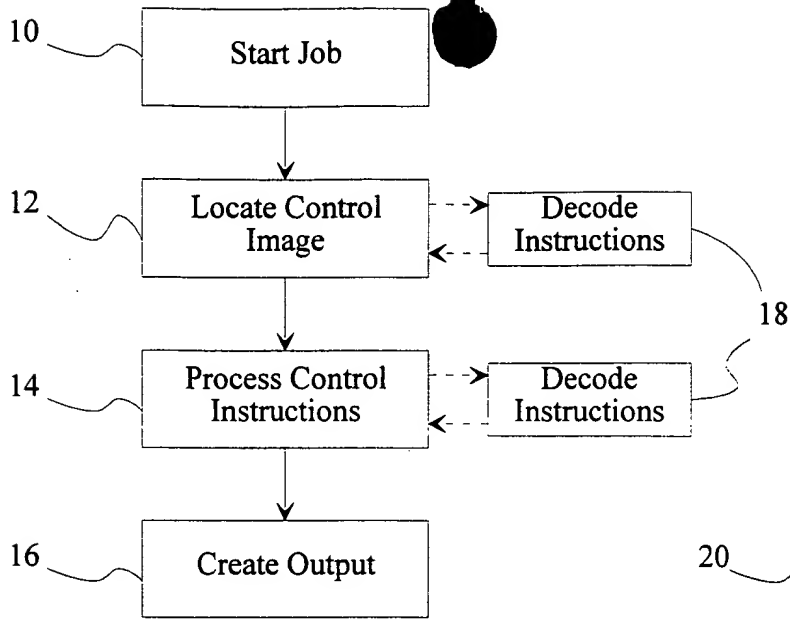 10
Start Job
12
Locate Control
Image
Decode
Instructions
18
14
Process Control
Instructions
Decode
Instructions
16
Create Output
20